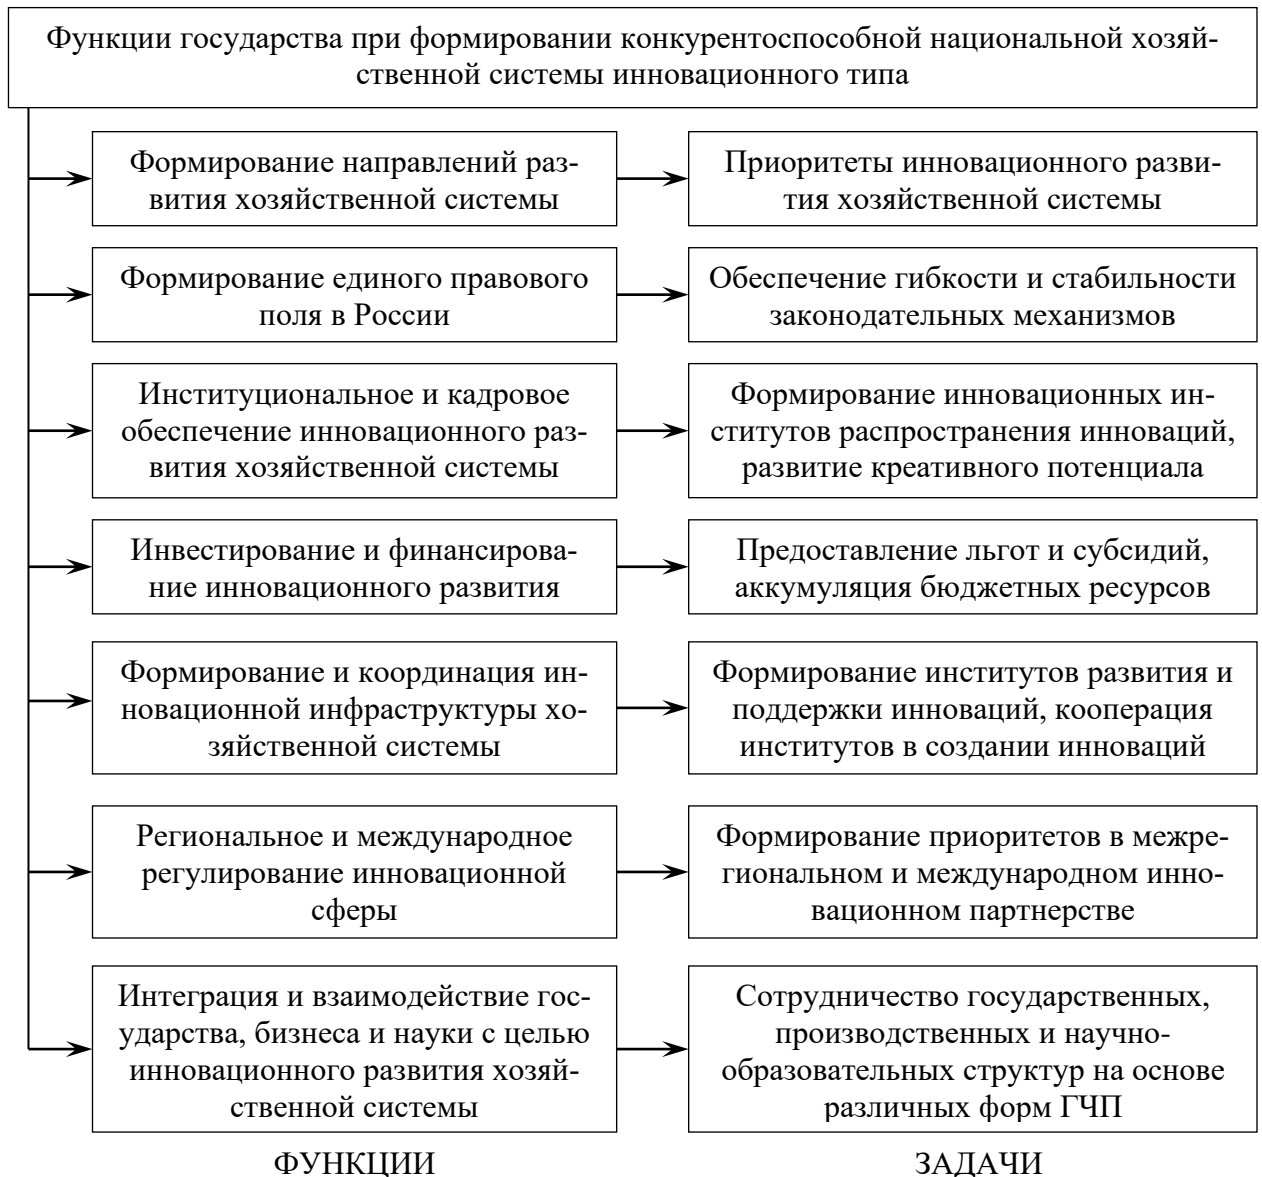 Функции государства при формировании конкурентоспособной национальной хозяй-
ственной системы инновационного типа
Формирование направлений раз-
вития хозяйственной системы
Приоритеты инновационного разви-
тия хозяйственной системы
Формирование единого правового
поля в России
Обеспечение гибкости и стабильности
законодательных механизмов
Институциональное и кадровое
обеспечение инновационного раз-
вития хозяйственной системы
Формирование инновационных ин-
ститутов распространения инноваций,
развитие креативного потенциала
Инвестирование и финансирова-
ние инновационного развития
Предоставление льгот и субсидий,
аккумуляция бюджетных ресурсов
Формирование и координация ин-
новационной инфраструктуры хо-
зяйственной системы
Формирование институтов развития и
поддержки инноваций, кооперация
институтов в создании инноваций
Региональное и международное
регулирование инновационной
сферы
Формирование приоритетов в межре-
гиональном и международном инно-
вационном партнерстве
Интеграция и взаимодействие гос-
ударства, бизнеса и науки с целью
инновационного развития хозяй-
ственной системы
Сотрудничество государственных,
производственных и научно-
образовательных структур на основе
различных форм ГЧП
ФУНКЦИИ
ЗАДАЧИ